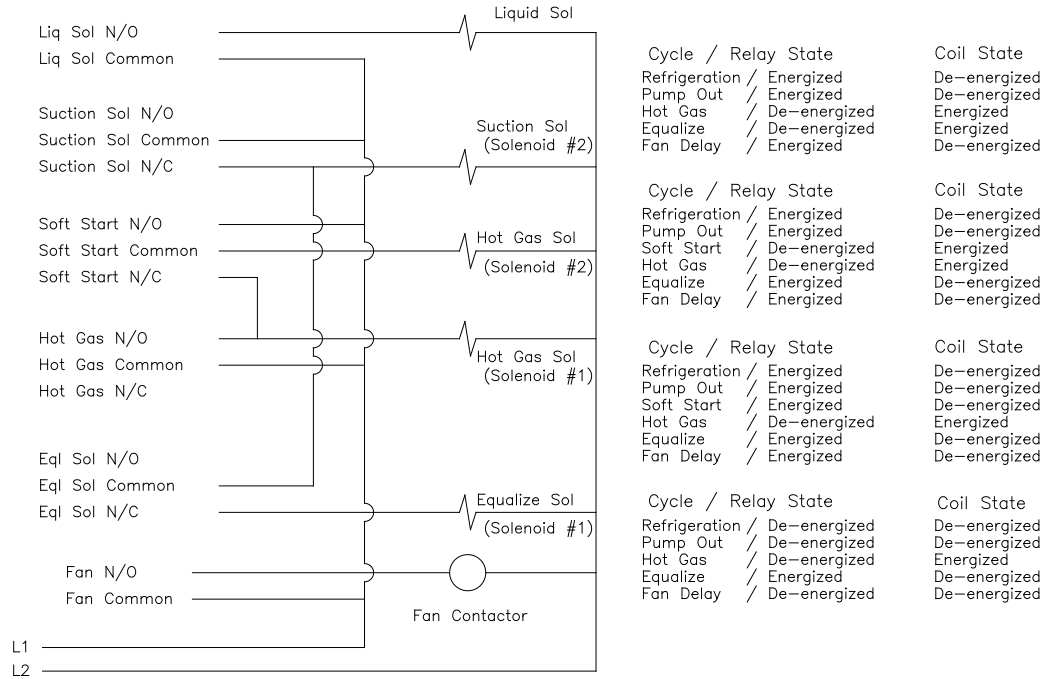 Liquid Sol
Liq Sol N/O
Liq Sol Common
Suction Sol N/O
Suction Sol Common
Suction Sol N/C
Suction Sol
(Solenoid #2)
Soft Start N/O
Soft Start Common
Soft Start N/C
Hot Gas Sol
(Solenoid #2)
Hot Gas N/O
Hot Gas Common
Hot Gas N/C
Hot Gas Sol
(Solenoid #1)
Eql Sol N/O
Eql Sol Common
Eql Sol N/C
Equalize Sol
(Solenoid #1)
Fan N/O
Fan Common
Fan Contactor
L1
L2
Cycle / Relay State Coil State
Refrigeration / Energized De-energized
Pump Out / Energized De-energized
Hot Gas / De-energized Energized
Equalize / De-energized Energized
Fan Delay / Energized De-energized
Cycle / Relay State Coil State
Refrigeration / Energized De-energized
Pump Out / Energized De-energized
Soft Start / De-energized Energized
Hot Gas / De-energized Energized
Equalize / Energized De-energized
Fan Delay / Energized De-energized
Cycle / Relay State Coil State
Refrigeration / Energized De-energized
Pump Out / Energized De-energized
Soft Start / Energized De-energized
Hot Gas / De-energized Energized
Equalize / Energized De-energized
Fan Delay / Energized De-energized
Cycle / Relay State Coil State
Refrigeration / De-energized De-energized
Pump Out / De-energized De-energized
Hot Gas / De-energized Energized
Equalize / Energized De-energized
Fan Delay / De-energized De-energized